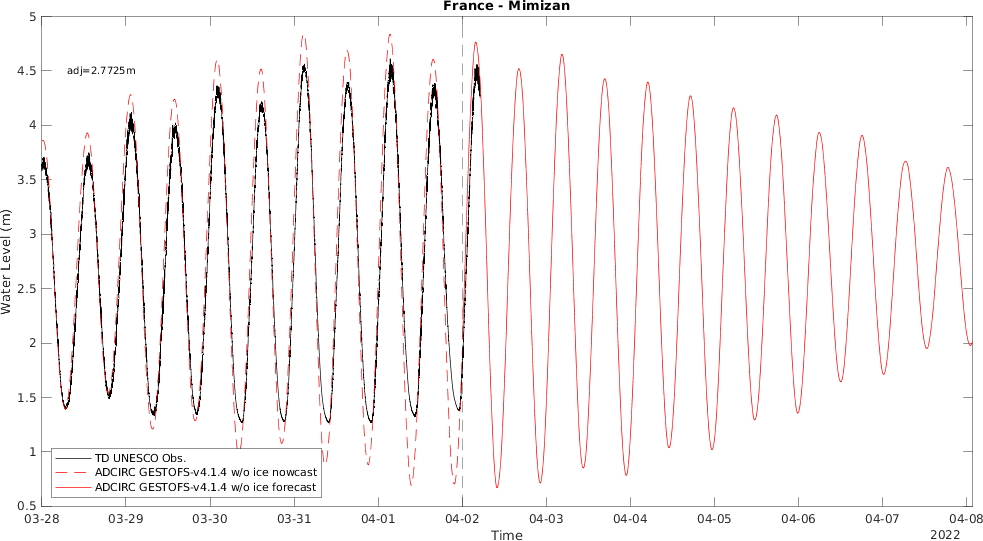 France - Mimizan
adj=2.7725m
Water Level (m)
5
4.5
4
3.5
3
2.5
2
1.5
1
0.5
TD UNESCO Obs.
ADCIRC GESTOFS-v4.1.4 w/o ice nowcast
ADCIRC GESTOFS-v4.1.4 w/o ice forecast
03-28 03-29 03-30 03-31 04-01 04-02 04-03 04-04 04-05 04-06 04-07 04-08
Time
2022